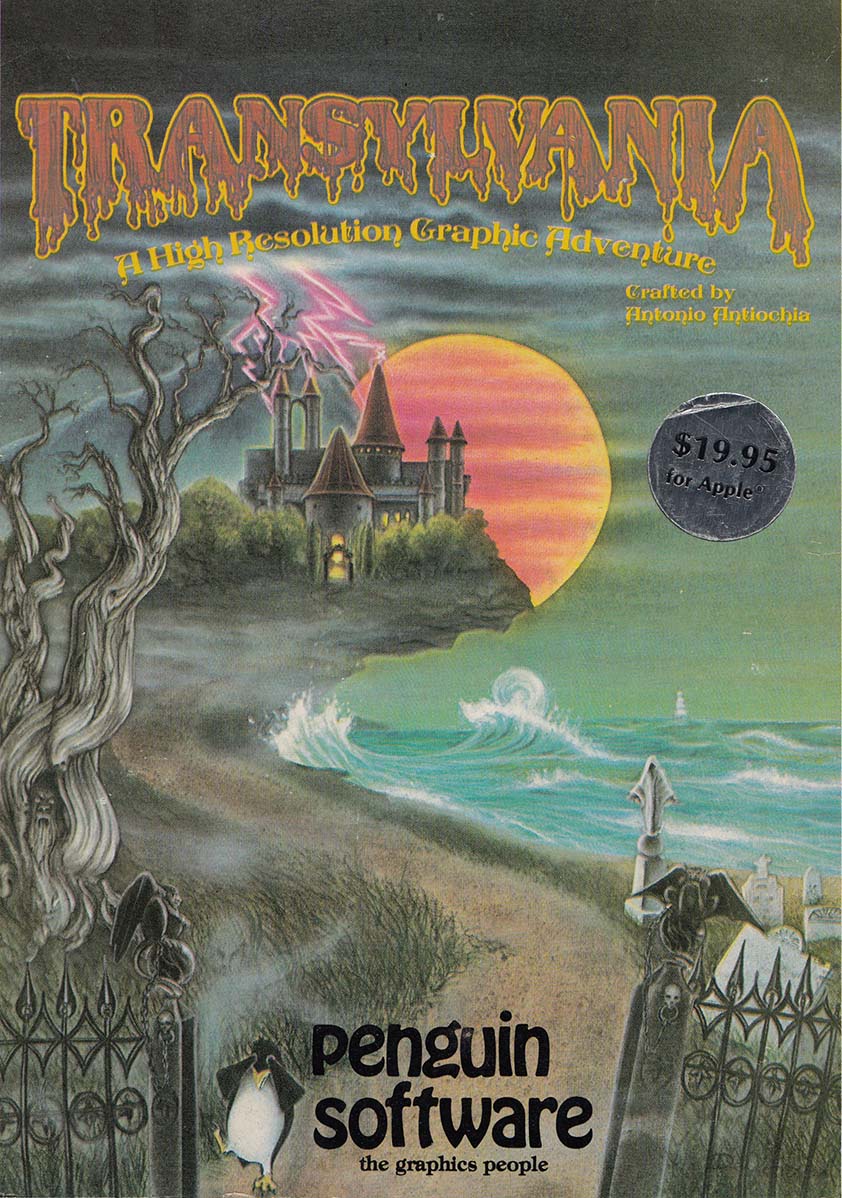 TRANSYLVANIA
A High Resolution Graphic Adventure
Crafted by
Antonio Antiochia
$19.95
for Apple®
penguin
software
the graphics people